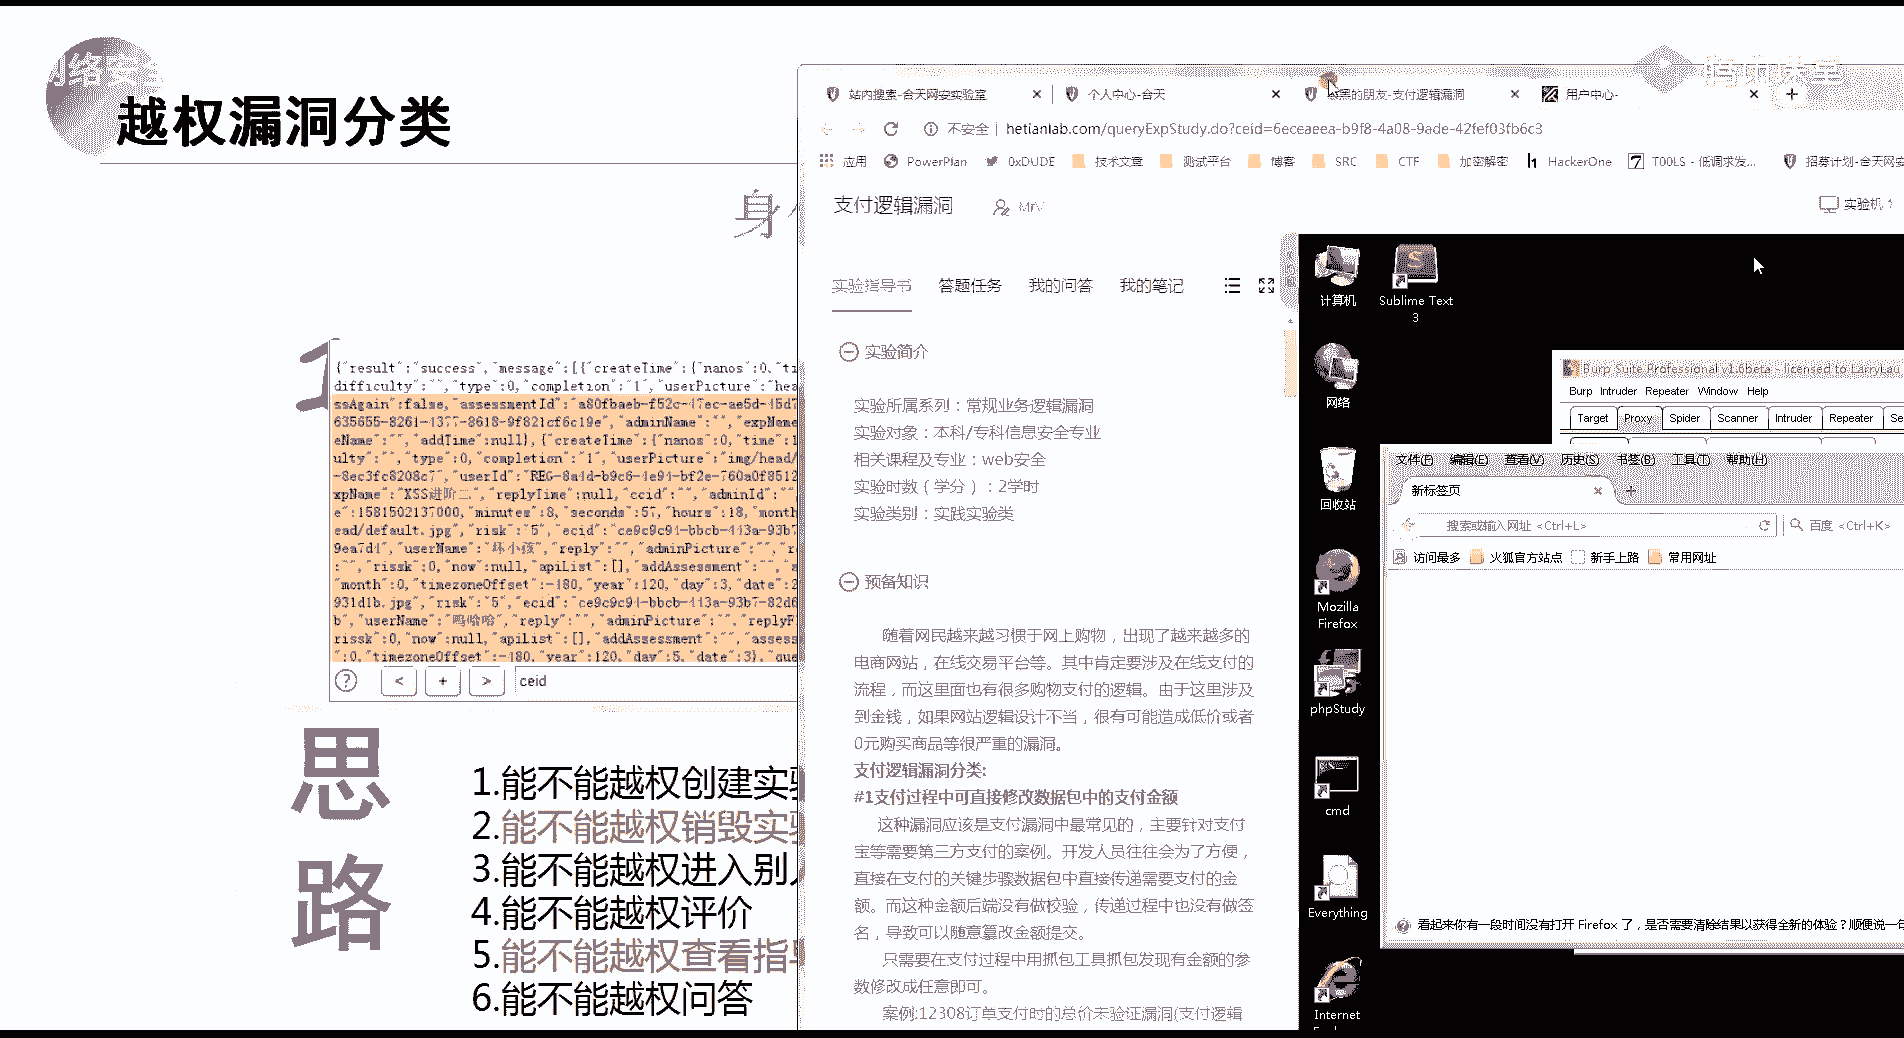 越权漏洞分类
腾讯课堂
站内搜索-合天网安实验室
个人中心-合天
的朋友-支付逻辑漏洞
用户中心-
不安全
hetianlab.com/queryExpStudy.do?ceid=6eceaeea-b9f8-4a08-9ade-42fef03fb6c3
应用
PowerPlan
0xDUDE
技术文章
测试平台
博客
SRC
CTF
加密解密
HackerOne
T00LS - 低调求发...
招募计划-合天网安
支付逻辑漏洞
MrV
实验机
身
实验指导书
答题任务
我的问答
我的笔记
实验简介
实验所属系列：常规业务逻辑漏洞
实验对象：本科/专科信息安全专业
相关课程及专业：web安全
实验时数（学分）：2学时
实验类别：实践实验类
预备知识
随着网民越来越习惯于网上购物，出现了越来越多的
电商网站，在线交易平台等。其中肯定要涉及在线支付的
流程，而这里面也有很多购物支付的逻辑。由于这里涉及
到金钱，如果网站逻辑设计不当，很有可能造成低价或者
0元购买商品等很严重的漏洞。
支付逻辑漏洞分类:
#1支付过程中可直接修改数据包中的支付金额
这种漏洞应该是支付漏洞中最常见的，主要针对支付
宝等需要第三方支付的案例。开发人员往往会为了方便，
直接在支付的关键步骤数据包中直接传递需要支付的金
额。而这种金额后端没有做校验，传递过程中也没有做签
名，导致可以随意篡改金额提交。
只需要在支付过程中用抓包工具抓包发现有金额的参
数修改成任意即可。
案例:12308订单支付时的总价未验证漏洞(支付逻辑
{"result":"success","message":[{"createTime":{"nanos":0,"ti
difficulty":"","type":0,"completion":"1","userPicture":"hea
ssAgain":false,"assessmentId":"a80fbaeb-f52c-47ec-ae5d-45d7
635655-8261-4377-8618-9f821cf6c19e","adminName":"","expName
eName":"","addTime":null},{"createTime":{"nanos":0,"time":1
ulty":"","type":0,"completion":"1","userPicture":"img/head/
-8ec3fc8208c7","userId":"REG-8a4d-b9c6-4e94-bf2e-760a0f8512
xpName":"XSS进阶二","replyTime":null,"ccid":"","adminId":""
e":1581502137000,"minutes":8,"seconds":57,"hours":18,"month
ead/default.jpg","risk":"5","ecid":"ce9c9c94-bbcb-443a-93b7
9ea7d4","userName":"坏小孩","reply":"","adminPicture":"","r
:"","rissk":0,"now":null,"apiList":[],"addAssessment":"","a
"month":0,"timezoneOffset":-480,"year":120,"day":3,"date":2
931d1b.jpg","risk":"5","ecid":"ce9c9c94-bbcb-443a-93b7-82d6
b","userName":"鸣哈哈","reply":"","adminPicture":"","replyF
rissk":0,"now":null,"apiList":[],"addAssessment":"","assess
":0,"timezoneOffset":-480,"year":120,"day":5,"date":3},"que
?
<
+
>
ceid
思
路
1.能不能越权创建实验
2.能不能越权销毁实验
3.能不能越权进入别人
4.能不能越权评价
5.能不能越权查看指导
6.能不能越权问答
计算机
Sublime Text
3
网络
回收站
Mozilla
Firefox
phpStudy
cmd
Everything
Internet
Burp Suite Professional v1.6beta - licensed to LarryLau
Burp
Intruder
Repeater
Window
Help
Target
Proxy
Spider
Scanner
Intruder
Repeater
Se
文件(F)
编辑(E)
查看(V)
历史(S)
书签(B)
工具(T)
帮助(H)
新标签页
搜索或输入网址 <Ctrl+L>
百度 <Ctrl+K>
访问最多
火狐官方站点
新手上路
常用网址
看起来你有一段时间没有打开 Firefox 了，是否需要清除结果以获得全新的体验？顺便说一句